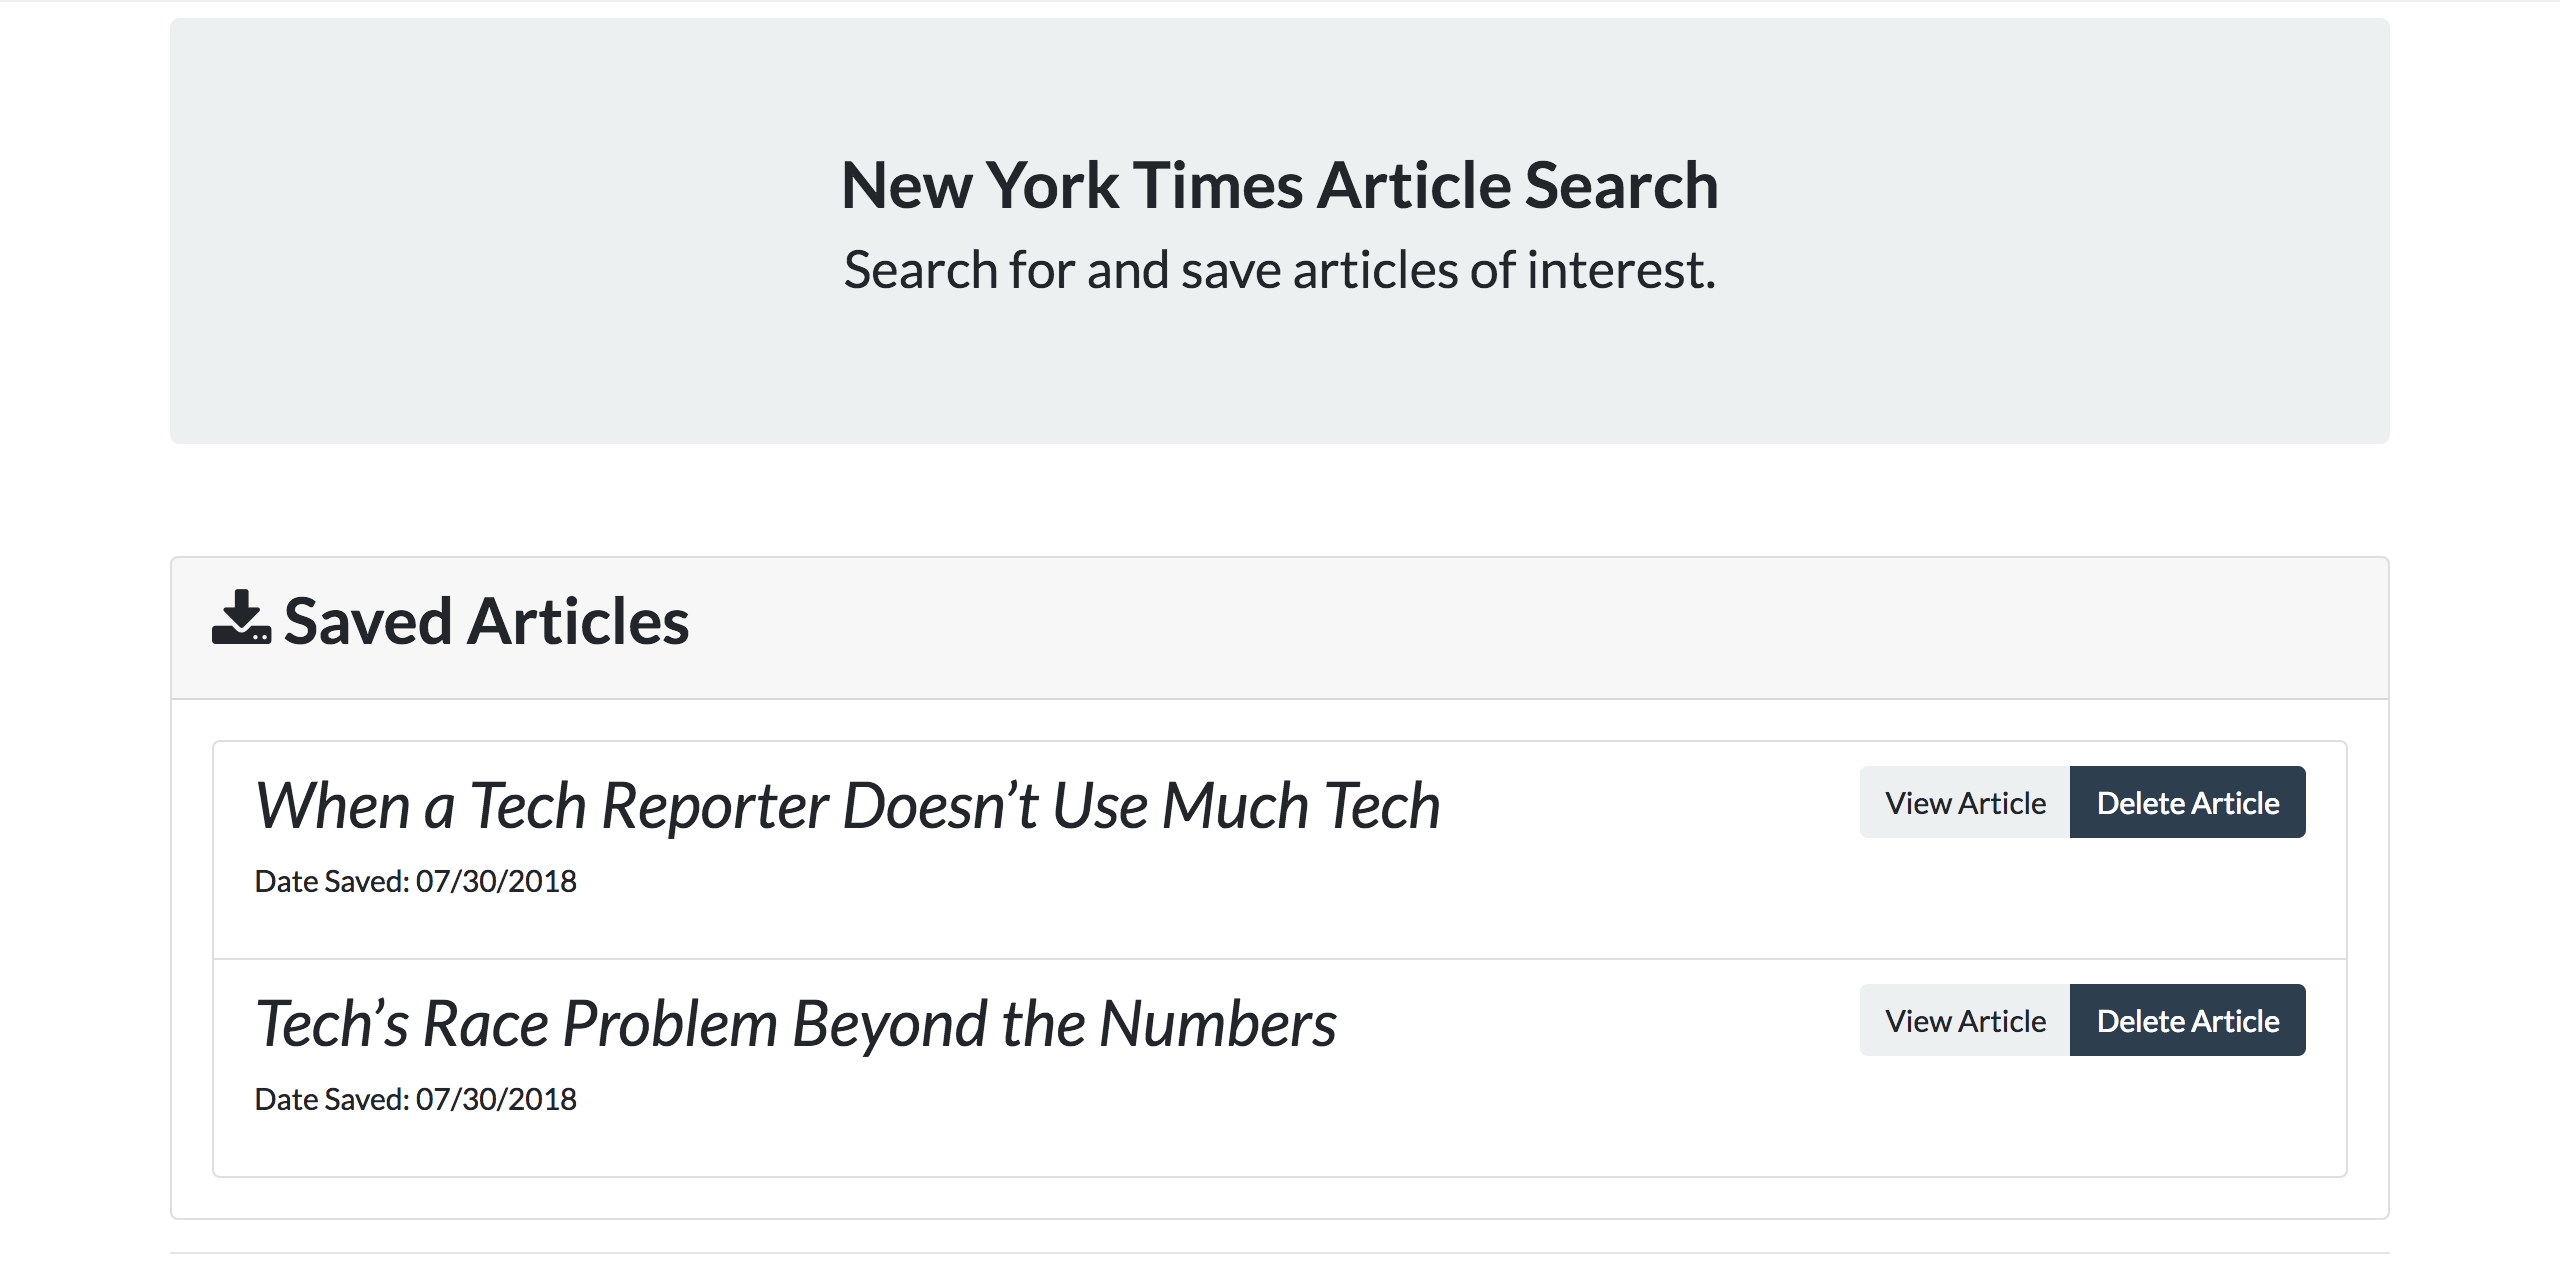 New York Times Article Search
Search for and save articles of interest.
Saved Articles
When a Tech Reporter Doesn’t Use Much Tech
View Article
Delete Article
Date Saved: 07/30/2018
Tech’s Race Problem Beyond the Numbers
View Article
Delete Article
Date Saved: 07/30/2018